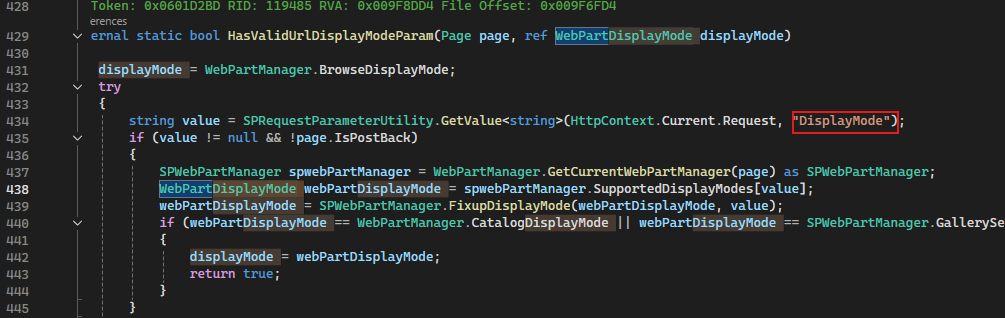 428 Token: 0x0601D2BD RID: 119485 RVA: 0x009F8DD4 File Offset: 0x009F6FD4
erences
429 ernal static bool HasValidUrlDisplayModeParam(Page page, ref WebPartDisplayMode displayMode)
430
431 displayMode = WebPartManager.BrowseDisplayMode;
432 try
433 {
434 string value = SPRequestParameterUtility.GetValue<string>(HttpContext.Current.Request, "DisplayMode");
435 if (value != null && !page.IsPostBack)
436 {
437 SPWebPartManager spwebPartManager = WebPartManager.GetCurrentWebPartManager(page) as SPWebPartManager;
438 WebPartDisplayMode webPartDisplayMode = spwebPartManager.SupportedDisplayModes[value];
439 webPartDisplayMode = SPWebPartManager.FixupDisplayMode(webPartDisplayMode, value);
440 if (webPartDisplayMode == WebPartManager.CatalogDisplayMode || webPartDisplayMode == SPWebPartManager.GallerySe
441 {
442 displayMode = webPartDisplayMode;
443 return true;
444 }
445 }